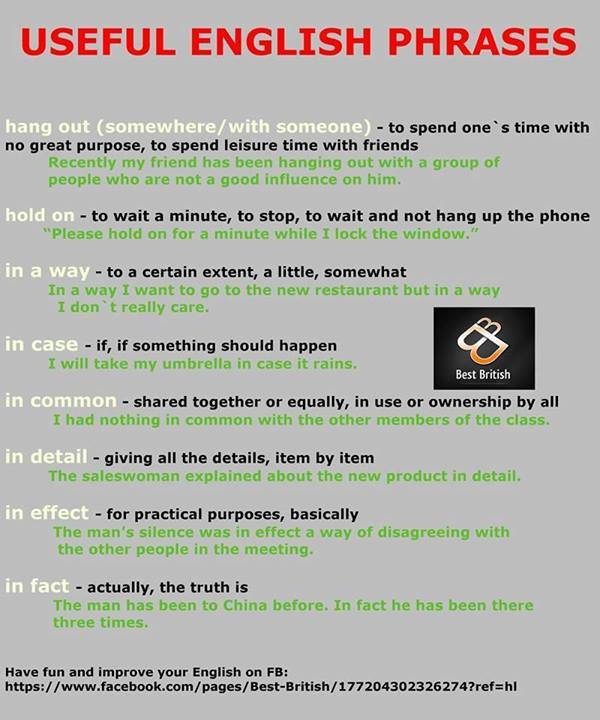 USEFUL ENGLISH PHRASES
hang out (somewhere/with someone) - to spend one`s time with
no great purpose, to spend leisure time with friends
Recently my friend has been hanging out with a group of
people who are not a good influence on him.
hold on - to wait a minute, to stop, to wait and not hang up the phone
“Please hold on for a minute while I lock the window.”
in a way - to a certain extent, a little, somewhat
In a way I want to go to the new restaurant but in a way
I don`t really care.
in case - if, if something should happen
I will take my umbrella in case it rains.
Best British
in common - shared together or equally, in use or ownership by all
I had nothing in common with the other members of the class.
in detail - giving all the details, item by item
The saleswoman explained about the new product in detail.
in effect - for practical purposes, basically
The man’s silence was in effect a way of disagreeing with
the other people in the meeting.
in fact - actually, the truth is
The man has been to China before. In fact he has been there
three times.
Have fun and improve your English on FB:
https://www.facebook.com/pages/Best-British/177204302326274?ref=hl